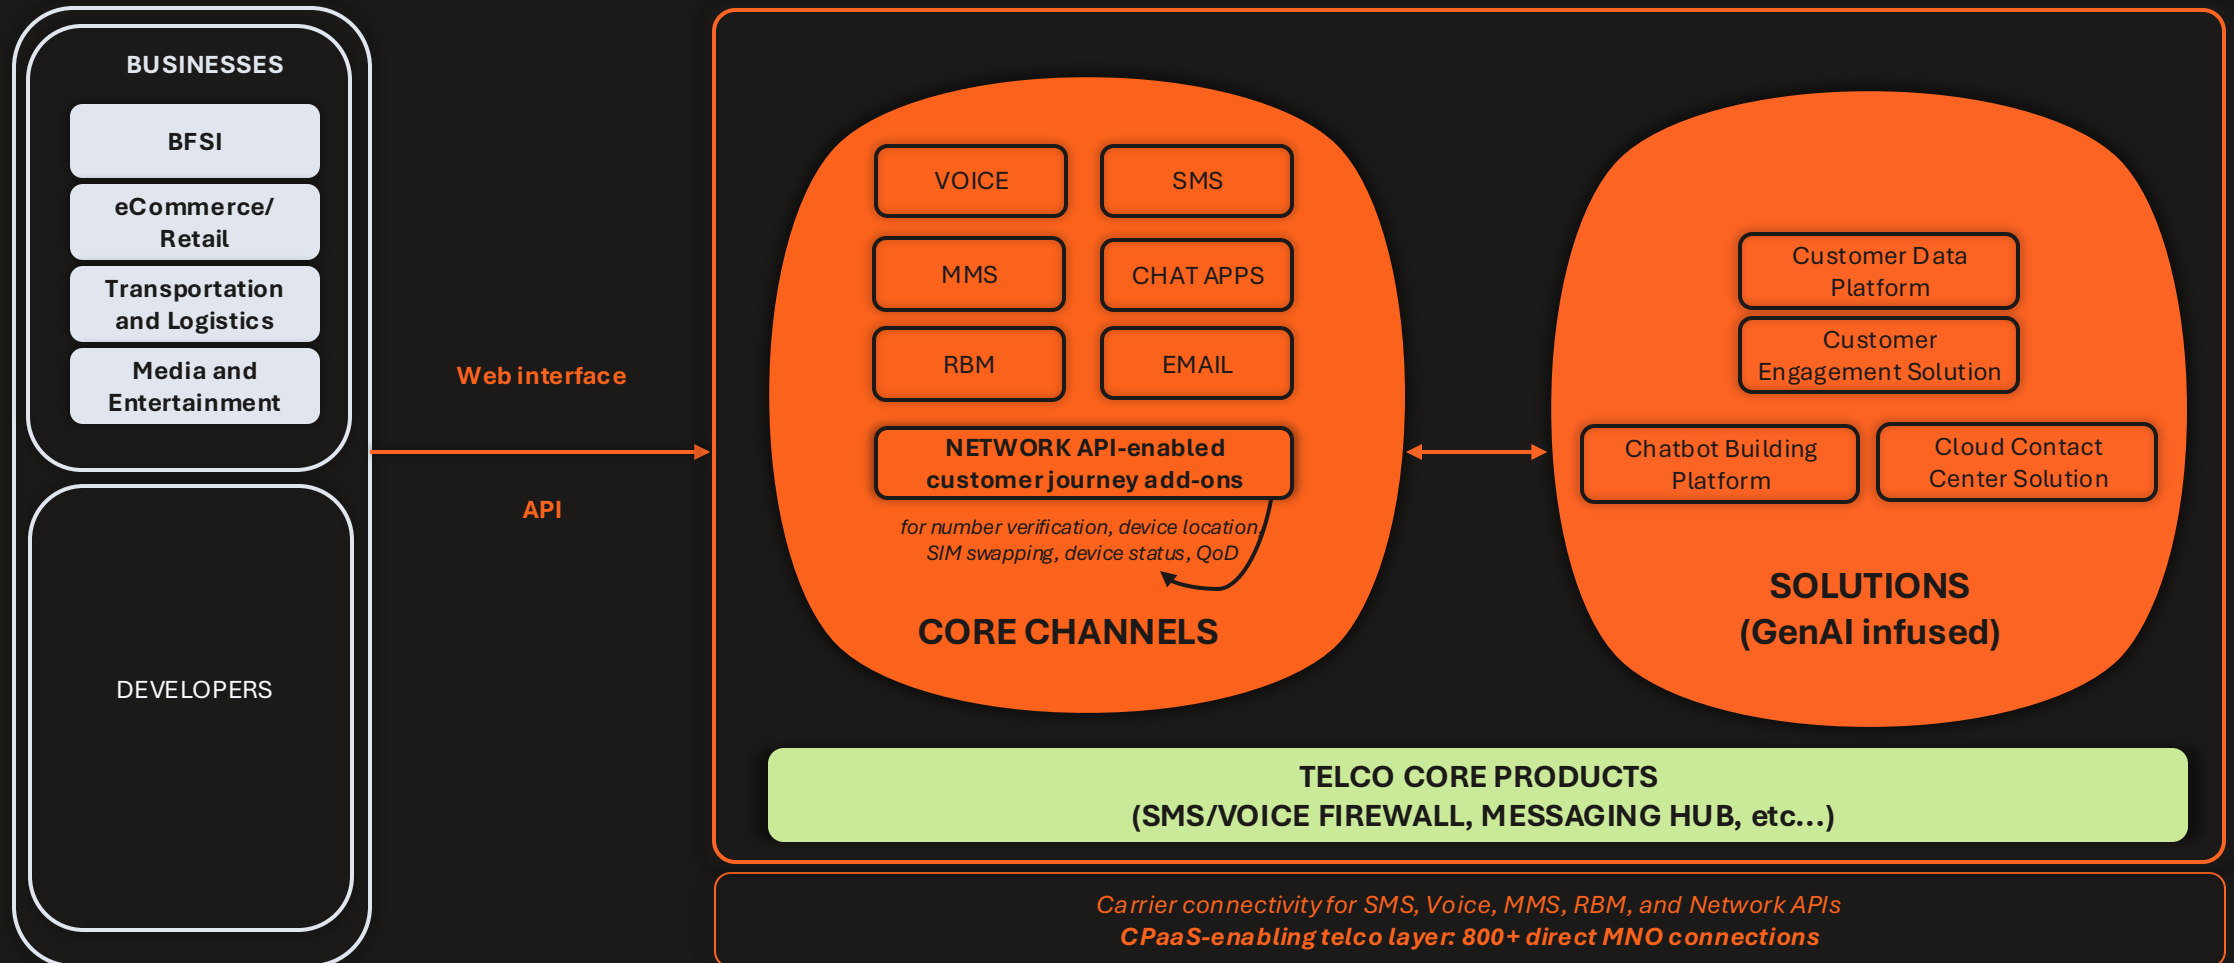 BUSINESSES
BFSI
eCommerce/
Retail
Transportation
and Logistics
Media and
Entertainment
DEVELOPERS
Web interface
API
VOICE
SMS
MMS
CHAT APPS
RBM
EMAIL
NETWORK API-enabled
customer journey add-ons
for number verification, device location,
SIM swapping, device status, QoD
CORE CHANNELS
Customer Data
Platform
Customer
Engagement Solution
Chatbot Building
Platform
Cloud Contact
Center Solution
SOLUTIONS
(GenAI infused)
TELCO CORE PRODUCTS
(SMS/VOICE FIREWALL, MESSAGING HUB, etc...)
Carrier connectivity for SMS, Voice, MMS, RBM, and Network APIs
CPaaS-enabling telco layer: 800+ direct MNO connections